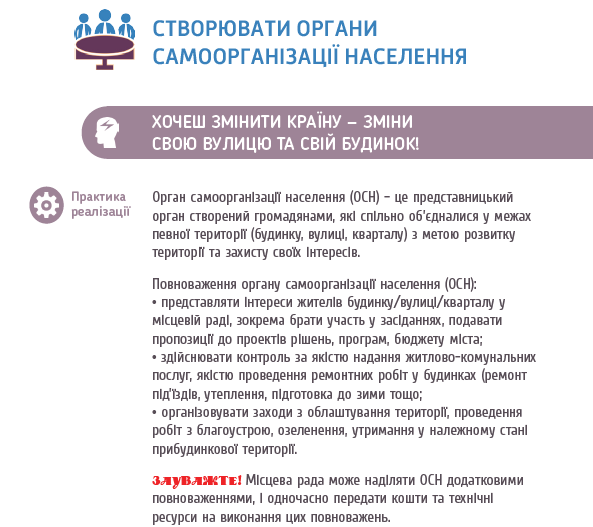 СТВОРЮВАТИ ОРГАНИ
САМООРГАНІЗАЦІЇ НАСЕЛЕННЯ
ХОЧЕШ ЗМІНИТИ КРАЇНУ – ЗМІНИ
СВОЮ ВУЛИЦЮ ТА СВІЙ БУДИНОК!
Практика
реалізації
Орган самоорганізації населення (ОСН) - це представницький
орган створений громадянами, які спільно об'єдналися у межах
певної території (будинку, вулиці, кварталу) з метою розвитку
території та захисту своїх інтересів.
Повноваження органу самоорганізації населення (ОСН):
• представляти інтереси жителів будинку/вулиці/кварталу у
місцевій раді, зокрема брати участь у засіданнях, подавати
пропозиції до проектів рішень, програм, бюджету міста;
• здійснювати контроль за якістю надання житлово-комунальних
послуг, якістю проведення ремонтних робіт у будинках (ремонт
під'їздів, утеплення, підготовка до зими тощо;
• організовувати заходи з облаштування території, проведення
робіт з благоустрою, озеленення, утримання у належному стані
прибудинкової території.
ЗАУВАЖТЕ! Місцева рада може наділяти ОСН додатковими
повноваженнями, і одночасно передати кошти та технічні
ресурси на виконання цих повноважень.